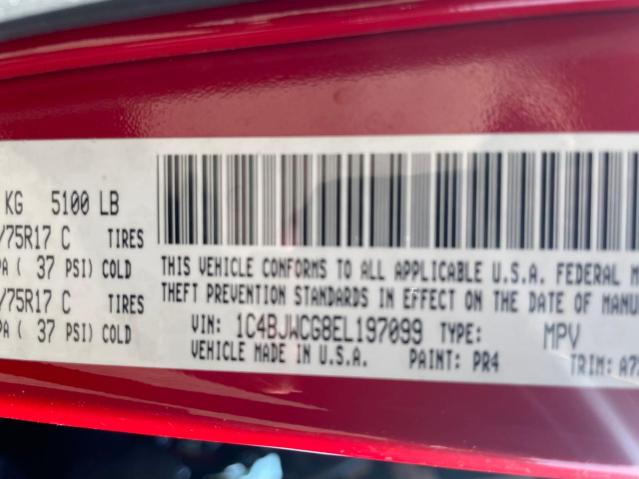 KG 5100 LB
/75R17 C TIRES
PA ( 37 PSI) COLD
/75R17 C TIRES
PA ( 37 PSI) COLD
THIS VEHICLE CONFORMS TO ALL APPLICABLE U.S.A. FEDERAL M
THEFT PREVENTION STANDARDS IN EFFECT ON THE DATE OF MANU
VIN: 1C4BJWCG8EL197099 TYPE: MPV
VEHICLE MADE IN U.S.A. PAINT: PR4 TRIM: A7